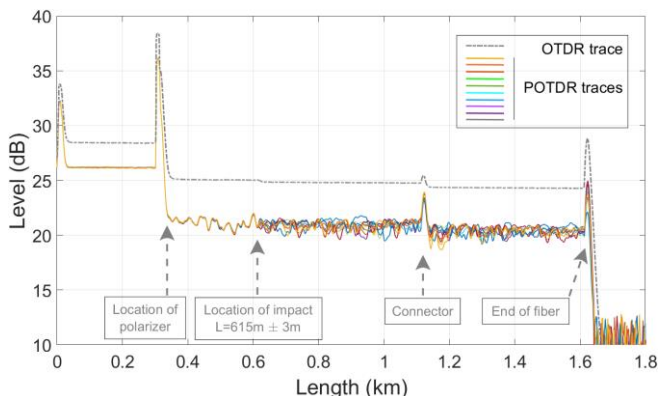 40
35
30
25
20
15
10
Level (dB)
OTDR trace
POTDR traces
Location of
polarizer
Location of impact
L=615m ± 3m
Connector
End of fiber
0 0.2 0.4 0.6 0.8 1.0 1.2 1.4 1.6 1.8
Length (km)